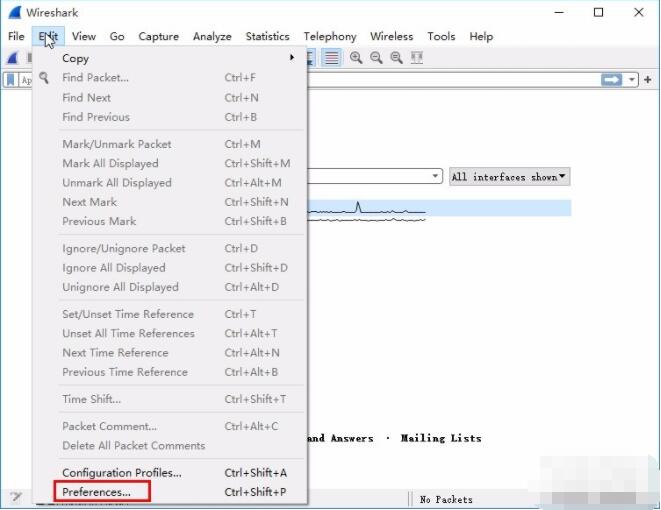 Wireshark
File Edit View Go Capture Analyze Statistics Telephony Wireless Tools Help
Copy
Find Packet... Ctrl+F
Find Next Ctrl+N
Find Previous Ctrl+B
Mark/Unmark Packet Ctrl+M
Mark All Displayed Ctrl+Shift+M
Unmark All Displayed Ctrl+Alt+M
Next Mark Ctrl+Shift+N
Previous Mark Ctrl+Shift+B
All interfaces shown
Ignore/Unignore Packet Ctrl+D
Ignore All Displayed Ctrl+Shift+D
Unignore All Displayed Ctrl+Alt+D
Set/Unset Time Reference Ctrl+T
Unset All Time References Ctrl+Alt+T
Next Time Reference Ctrl+Alt+N
Previous Time Reference Ctrl+Alt+B
Time Shift... Ctrl+Shift+T
Packet Comment... Ctrl+Alt+C
Delete All Packet Comments
and Answers · Mailing Lists
Configuration Profiles... Ctrl+Shift+A
Preferences... Ctrl+Shift+P
No Packets